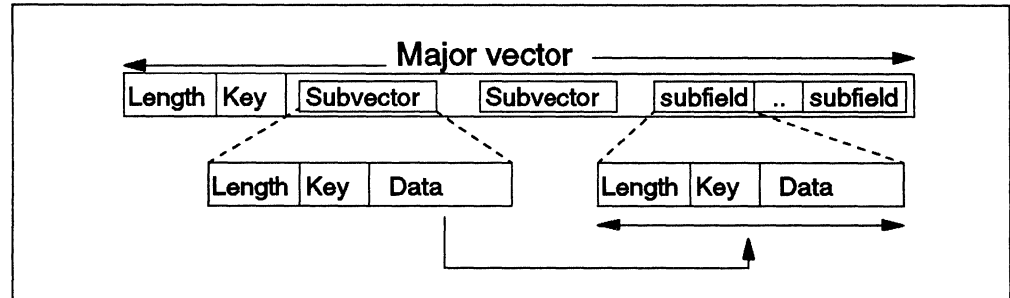 Major vector
Length Key Subvector Subvector subfield .. subfield
Length Key Data Length Key Data